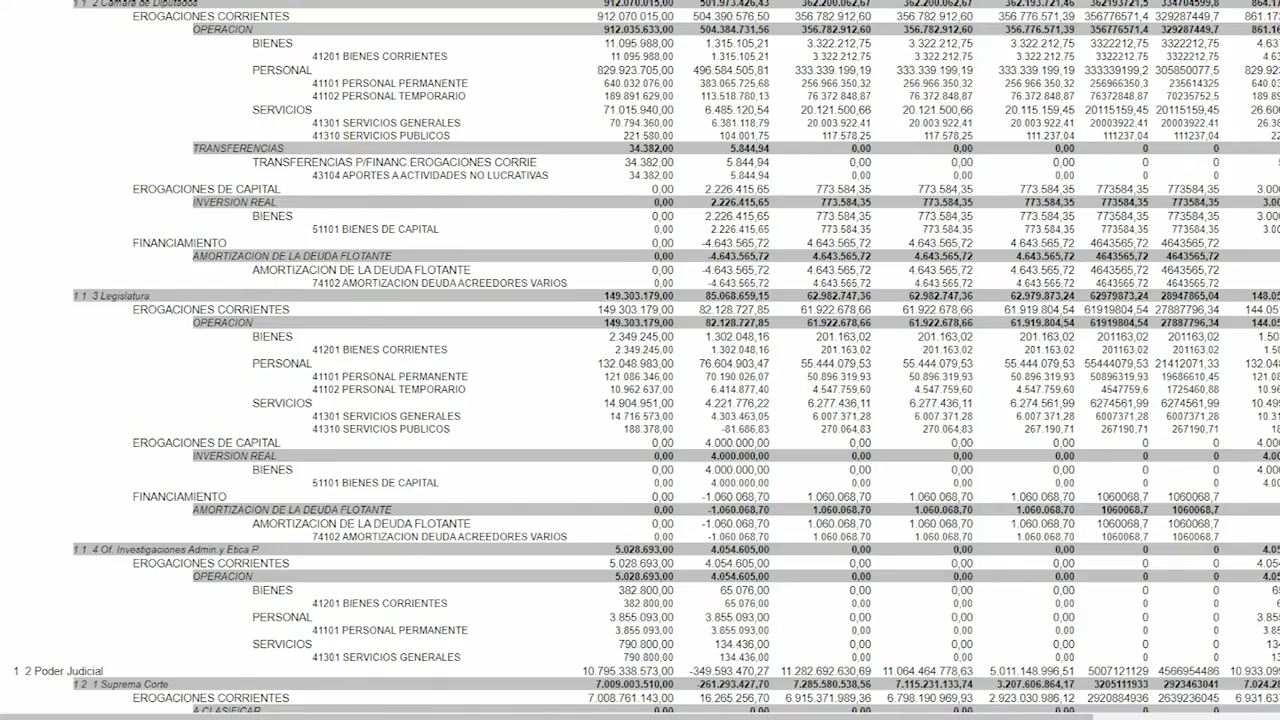 1 1 2 Camara de Diputados 912.070.015,00 501.973.426,43 362.200.062,67 362.200.062,67 362.193.721,46 362193721,5 334704599,8
EROGACIONES CORRIENTES 912.070.015,00 504.390.576,50 356.782.912,60 356.782.912,60 356.776.571,39 356776571,4 329287449,7 861.17
OPERACION 912.035.633,00 504.384.731,56 356.782.912,60 356.782.912,60 356.776.571,39 356776571,4 329287449,7 861.16
BIENES 11.095.988,00 1.315.105,21 3.322.212,75 3.322.212,75 3.322.212,75 3322212,75 3322212,75 4.63
41201 BIENES CORRIENTES 11.095.988,00 1.315.105,21 3.322.212,75 3.322.212,75 3.322.212,75 3322212,75 3322212,75 4.63
PERSONAL 829.923.705,00 496.584.505,81 333.339.199,19 333.339.199,19 333.339.199,19 333339199,2 305850077,5 829.92
41101 PERSONAL PERMANENTE 640.032.076,00 383.065.725,68 256.966.350,32 256.966.350,32 256.966.350,32 256966350,3 235614325 640.0
41102 PERSONAL TEMPORARIO 189.891.629,00 113.518.780,13 76.372.848,87 76.372.848,87 76.372.848,87 76372848,87 70235752,5 189.8
SERVICIOS 71.015.940,00 6.485.120,54 20.121.500,66 20.121.500,66 20.115.159,45 20115159,45 20115159,45 26.60
41301 SERVICIOS GENERALES 70.794.360,00 6.381.118,79 20.003.922,41 20.003.922,41 20.003.922,41 20003922,41 20003922,41 26.3
41310 SERVICIOS PUBLICOS 221.580,00 104.001,75 117.578,25 117.578,25 111.237,04 111237,04 111237,04
TRANSFERENCIAS 34.382,00 5.844,94 0,00 0,00 0,00 0 0
TRANSFERENCIAS P/FINANC.EROGACIONES CORRIE 34.382,00 5.844,94 0,00 0,00 0,00 0 0
43104 APORTES A ACTIVIDADES NO LUCRATIVAS 34.382,00 5.844,94 0,00 0,00 0,00 0 0
EROGACIONES DE CAPITAL 0,00 2.226.415,65 773.584,35 773.584,35 773.584,35 773584,35 773584,35 3.00
INVERSION REAL 0,00 2.226.415,65 773.584,35 773.584,35 773.584,35 773584,35 773584,35 3.00
BIENES 0,00 2.226.415,65 773.584,35 773.584,35 773.584,35 773584,35 773584,35 3.00
51101 BIENES DE CAPITAL 0,00 2.226.415,65 773.584,35 773.584,35 773.584,35 773584,35 773584,35 3.00
FINANCIAMIENTO 0,00 -4.643.565,72 4.643.565,72 4.643.565,72 4.643.565,72 4643565,72 4643565,72
AMORTIZACION DE LA DEUDA FLOTANTE 0,00 -4.643.565,72 4.643.565,72 4.643.565,72 4.643.565,72 4643565,72 4643565,72
AMORTIZACION DE LA DEUDA FLOTANTE 0,00 -4.643.565,72 4.643.565,72 4.643.565,72 4.643.565,72 4643565,72 4643565,72
74102 AMORTIZACION DEUDA ACREEDORES VARIOS 0,00 -4.643.565,72 4.643.565,72 4.643.565,72 4.643.565,72 4643565,72 4643565,72
1 1 3 Legislatura 149.303.179,00 85.068.659,15 62.982.747,36 62.982.747,36 62.979.873,24 62979873,24 28947865,04 148.05
EROGACIONES CORRIENTES 149.303.179,00 82.128.727,85 61.922.678,66 61.922.678,66 61.919.804,54 61919804,54 27887796,34 144.05
OPERACION 149.303.179,00 82.128.727,85 61.922.678,66 61.922.678,66 61.919.804,54 61919804,54 27887796,34 144.05
BIENES 2.349.245,00 1.302.048,16 201.163,02 201.163,02 201.163,02 201163,02 201163,02 1.50
41201 BIENES CORRIENTES 2.349.245,00 1.302.048,16 201.163,02 201.163,02 201.163,02 201163,02 201163,02 1.50
PERSONAL 132.048.983,00 76.604.903,47 55.444.079,53 55.444.079,53 55.444.079,53 55444079,53 21412071,33 132.04
41101 PERSONAL PERMANENTE 121.086.346,00 70.190.026,07 50.896.319,93 50.896.319,93 50.896.319,93 50896319,93 19686610,45 121.08
41102 PERSONAL TEMPORARIO 10.962.637,00 6.414.877,40 4.547.759,60 4.547.759,60 4.547.759,60 4547759,6 1725460,88 10.96
SERVICIOS 14.904.951,00 4.221.776,22 6.277.436,11 6.277.436,11 6.274.561,99 6274561,99 6274561,99 10.49
41301 SERVICIOS GENERALES 14.716.573,00 4.303.463,05 6.007.371,28 6.007.371,28 6.007.371,28 6007371,28 6007371,28 10.31
41310 SERVICIOS PUBLICOS 188.378,00 -81.686,83 270.064,83 270.064,83 267.190,71 267190,71 267190,71 18
EROGACIONES DE CAPITAL 0,00 4.000.000,00 0,00 0,00 0,00 0 0 4.00
INVERSION REAL 0,00 4.000.000,00 0,00 0,00 0,00 0 0 4.00
BIENES 0,00 4.000.000,00 0,00 0,00 0,00 0 0 4.00
51101 BIENES DE CAPITAL 0,00 4.000.000,00 0,00 0,00 0,00 0 0 4.00
FINANCIAMIENTO 0,00 -1.060.068,70 1.060.068,70 1.060.068,70 1.060.068,70 1060068,7 1060068,7
AMORTIZACION DE LA DEUDA FLOTANTE 0,00 -1.060.068,70 1.060.068,70 1.060.068,70 1.060.068,70 1060068,7 1060068,7
AMORTIZACION DE LA DEUDA FLOTANTE 0,00 -1.060.068,70 1.060.068,70 1.060.068,70 1.060.068,70 1060068,7 1060068,7
74102 AMORTIZACION DEUDA ACREEDORES VARIOS 0,00 -1.060.068,70 1.060.068,70 1.060.068,70 1.060.068,70 1060068,7 1060068,7
1 1 4 Of. Investigaciones Admin.y Etica P 5.028.693,00 4.054.605,00 0,00 0,00 0,00 0 0 4.05
EROGACIONES CORRIENTES 5.028.693,00 4.054.605,00 0,00 0,00 0,00 0 0 4.05
OPERACION 5.028.693,00 4.054.605,00 0,00 0,00 0,00 0 0 4.05
BIENES 382.800,00 65.076,00 0,00 0,00 0,00 0 0 6
41201 BIENES CORRIENTES 382.800,00 65.076,00 0,00 0,00 0,00 0 0 6
PERSONAL 3.855.093,00 3.855.093,00 0,00 0,00 0,00 0 0 3.85
41101 PERSONAL PERMANENTE 3.855.093,00 3.855.093,00 0,00 0,00 0,00 0 0 3.85
SERVICIOS 790.800,00 134.436,00 0,00 0,00 0,00 0 0 13
41301 SERVICIOS GENERALES 790.800,00 134.436,00 0,00 0,00 0,00 0 0 13
1 2 Poder Judicial 10.795.338.573,00 -349.593.470,27 11.282.692.630,69 11.064.464.778,63 5.011.148.996,51 5007121129 4566954486 10.933.09
1 2 1 Suprema Corte 7.009.003.510,00 -261.293.427,70 7.285.580.538,56 7.115.231.133,74 3.207.606.864,17 3205111933 2923463041 7.024.2
EROGACIONES CORRIENTES 7.008.761.143,00 16.265.256,70 6.915.371.989,36 6.798.190.969,93 2.923.030.986,12 2920884936 2639236045 6.931.6
A CLASIFICAR 0,00 0,00 0,00 0,00 0,00 0 0